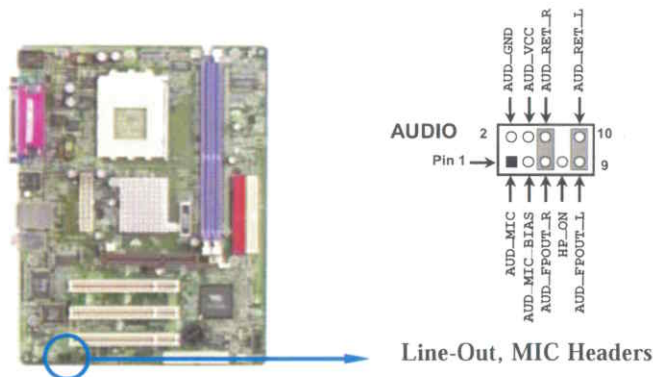 AUD_GND
AUD_VCC
AUD_RET_R
AUD_RET_L
AUDIO 2 10
Pin 1 9
AUD_MIC
AUD_MIC_BIAS
AUD_FPOUT_R
HP_ON
AUD_FPOUT_L
Line-Out, MIC Headers